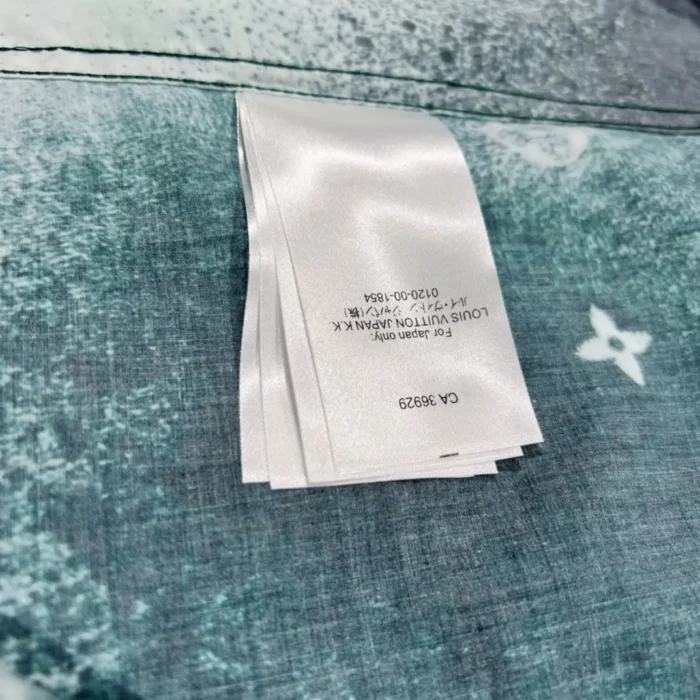 CA 36929
For Japan only:
LOUIS VUITTON JAPAN K.K.
ルイ・ヴィトン ジャパン(株)
0120-00-1854